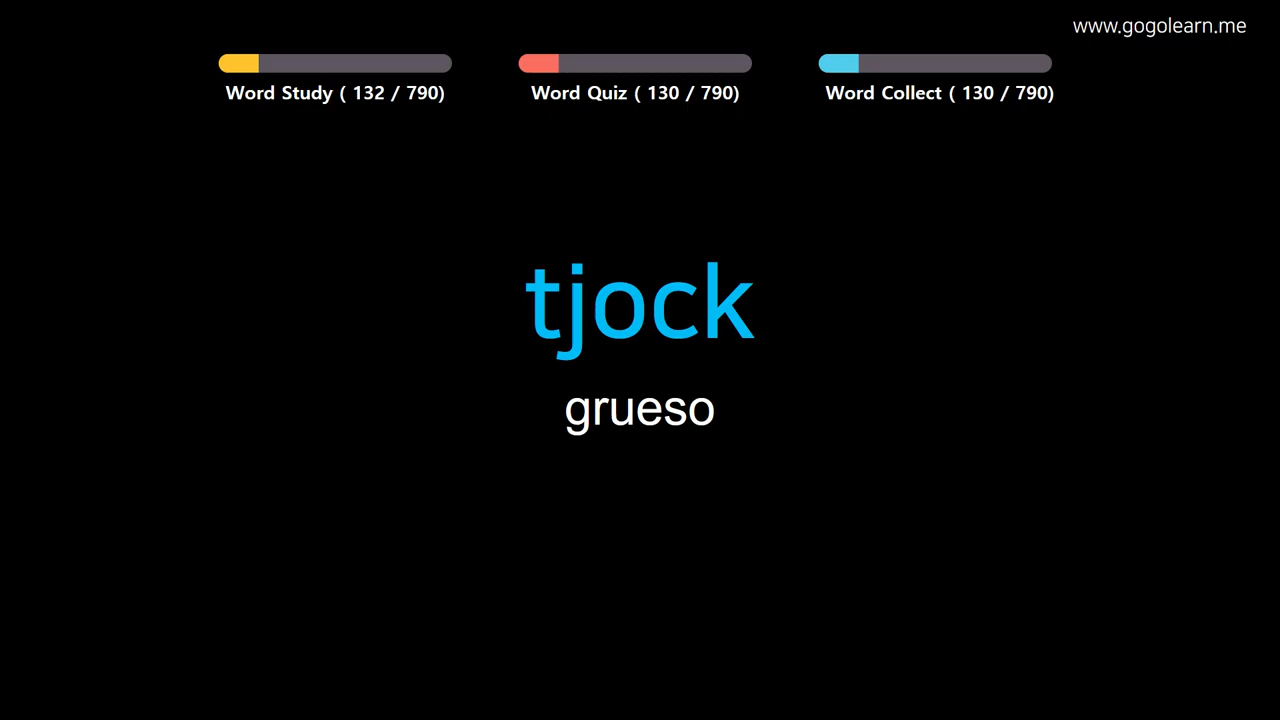 www.gogolearn.me
Word Study ( 132 / 790)
Word Quiz ( 130 / 790)
Word Collect ( 130 / 790)
tjock
grueso